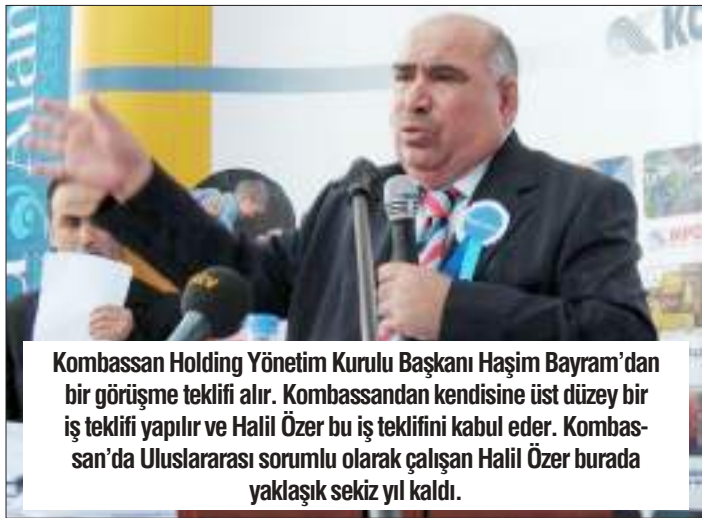 Kombassan Holding Yönetim Kurulu Başkanı Haşim Bayram’dan
bir görüşme teklifi alır. Kombassandan kendisine üst düzey bir
iş teklifi yapılır ve Halil Özer bu iş teklifini kabul eder. Kombas-
san’da Uluslararası sorumlu olarak çalışan Halil Özer burada
yaklaşık sekiz yıl kaldı.